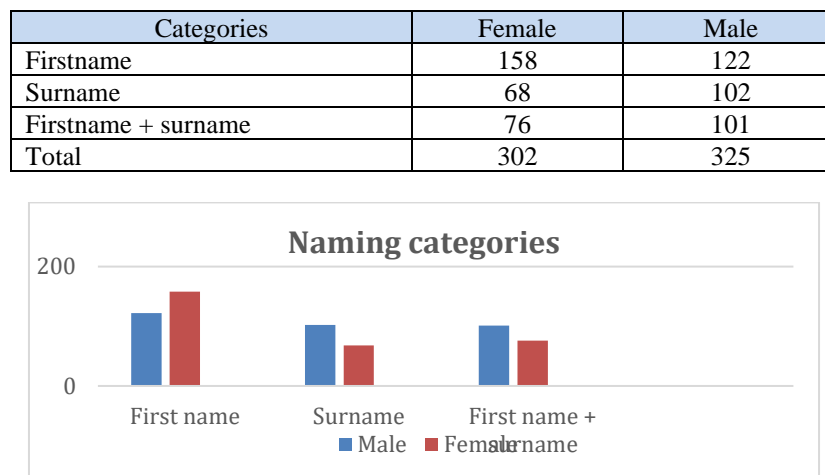 Categories Female Male
Firstname 158 122
Surname 68 102
Firstname + surname 76 101
Total 302 325
Naming categories
200
0
First name Surname First name +
surname
Male Female